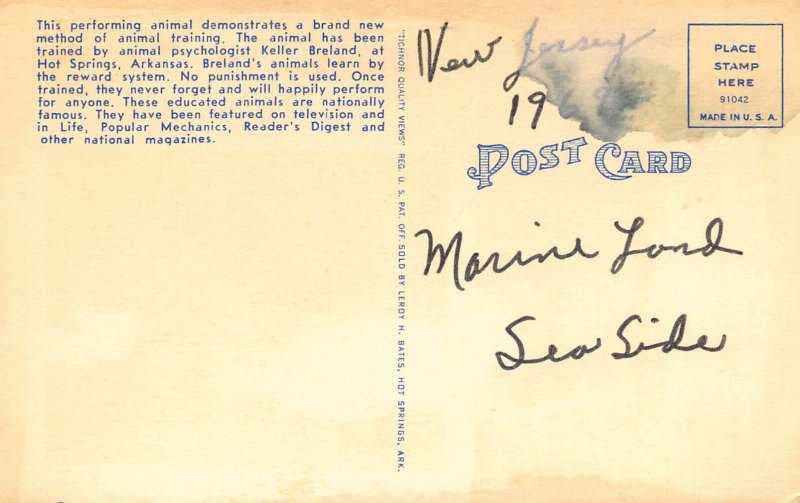 This performing animal demonstrates a brand new
method of animal training. The animal has been
trained by animal psychologist Keller Breland, at
Hot Springs, Arkansas. Breland's animals learn by
the reward system. No punishment is used. Once
trained, they never forget and will happily perform
for anyone. These educated animals are nationally
famous. They have been featured on television and
in Life, Popular Mechanics, Reader's Digest and
other national magazines.
"TICHNOR QUALITY VIEWS" REG. U. S. PAT. OFF. SOLD BY LEROY H. BATES, HOT SPRINGS, ARK.
New Jersey
196
PLACE
STAMP
HERE
91042
MADE IN U. S. A.
POST CARD
Marine Land
Sea Side